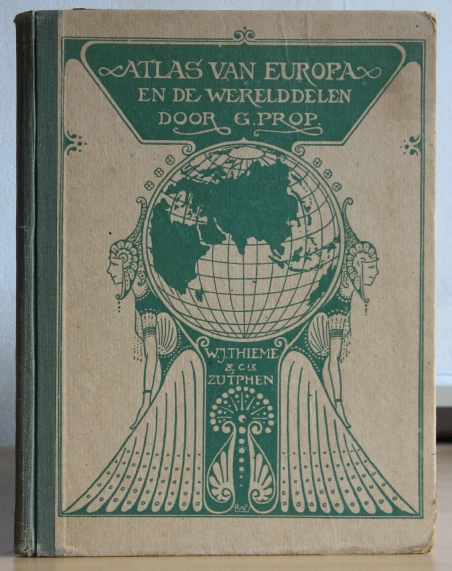 ATLAS VAN EUROPA
EN DE WERELDDELEN
DOOR G. PROP.
W.J. THIEME
& CIE
ZUTPHEN